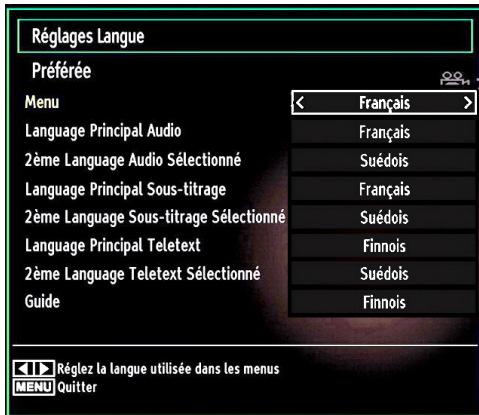 Réglages Langue
Préférée
Menu < Français >
Language Principal Audio Français
2ème Language Audio Sélectionné Suédois
Language Principal Sous-titrage Français
2ème Language Sous-titrage Sélectionné Suédois
Language Principal Teletext Finnois
2ème Language Teletext Sélectionné Suédois
Guide Finnois
Réglez la langue utilisée dans les menus
MENU Quitter